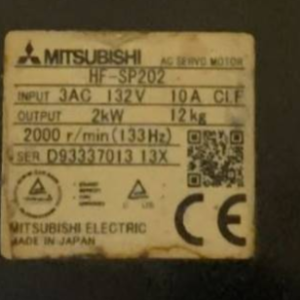 MITSUBISHI AC SERVO MOTOR
HF-SP202
INPUT 3AC 132V 10A Cl.F
OUTPUT 2kW 12kg
2000 r/min (133Hz)
SER. D93337013 13X
CE
MITSUBISHI ELECTRIC
MADE IN JAPAN